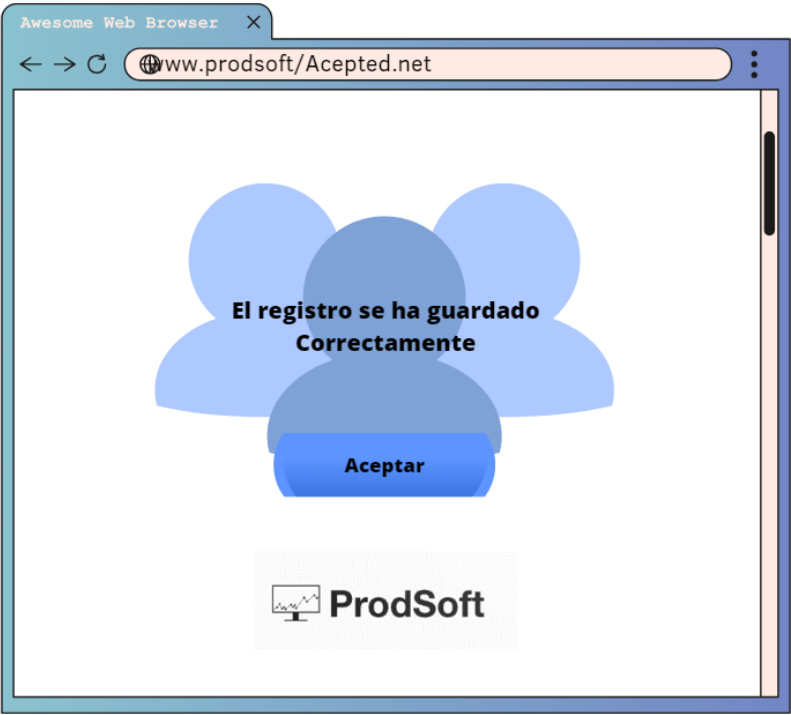 Awesome Web Browser
www.prodsoft/Acepted.net
El registro se ha guardado
Correctamente
Aceptar
ProdSoft